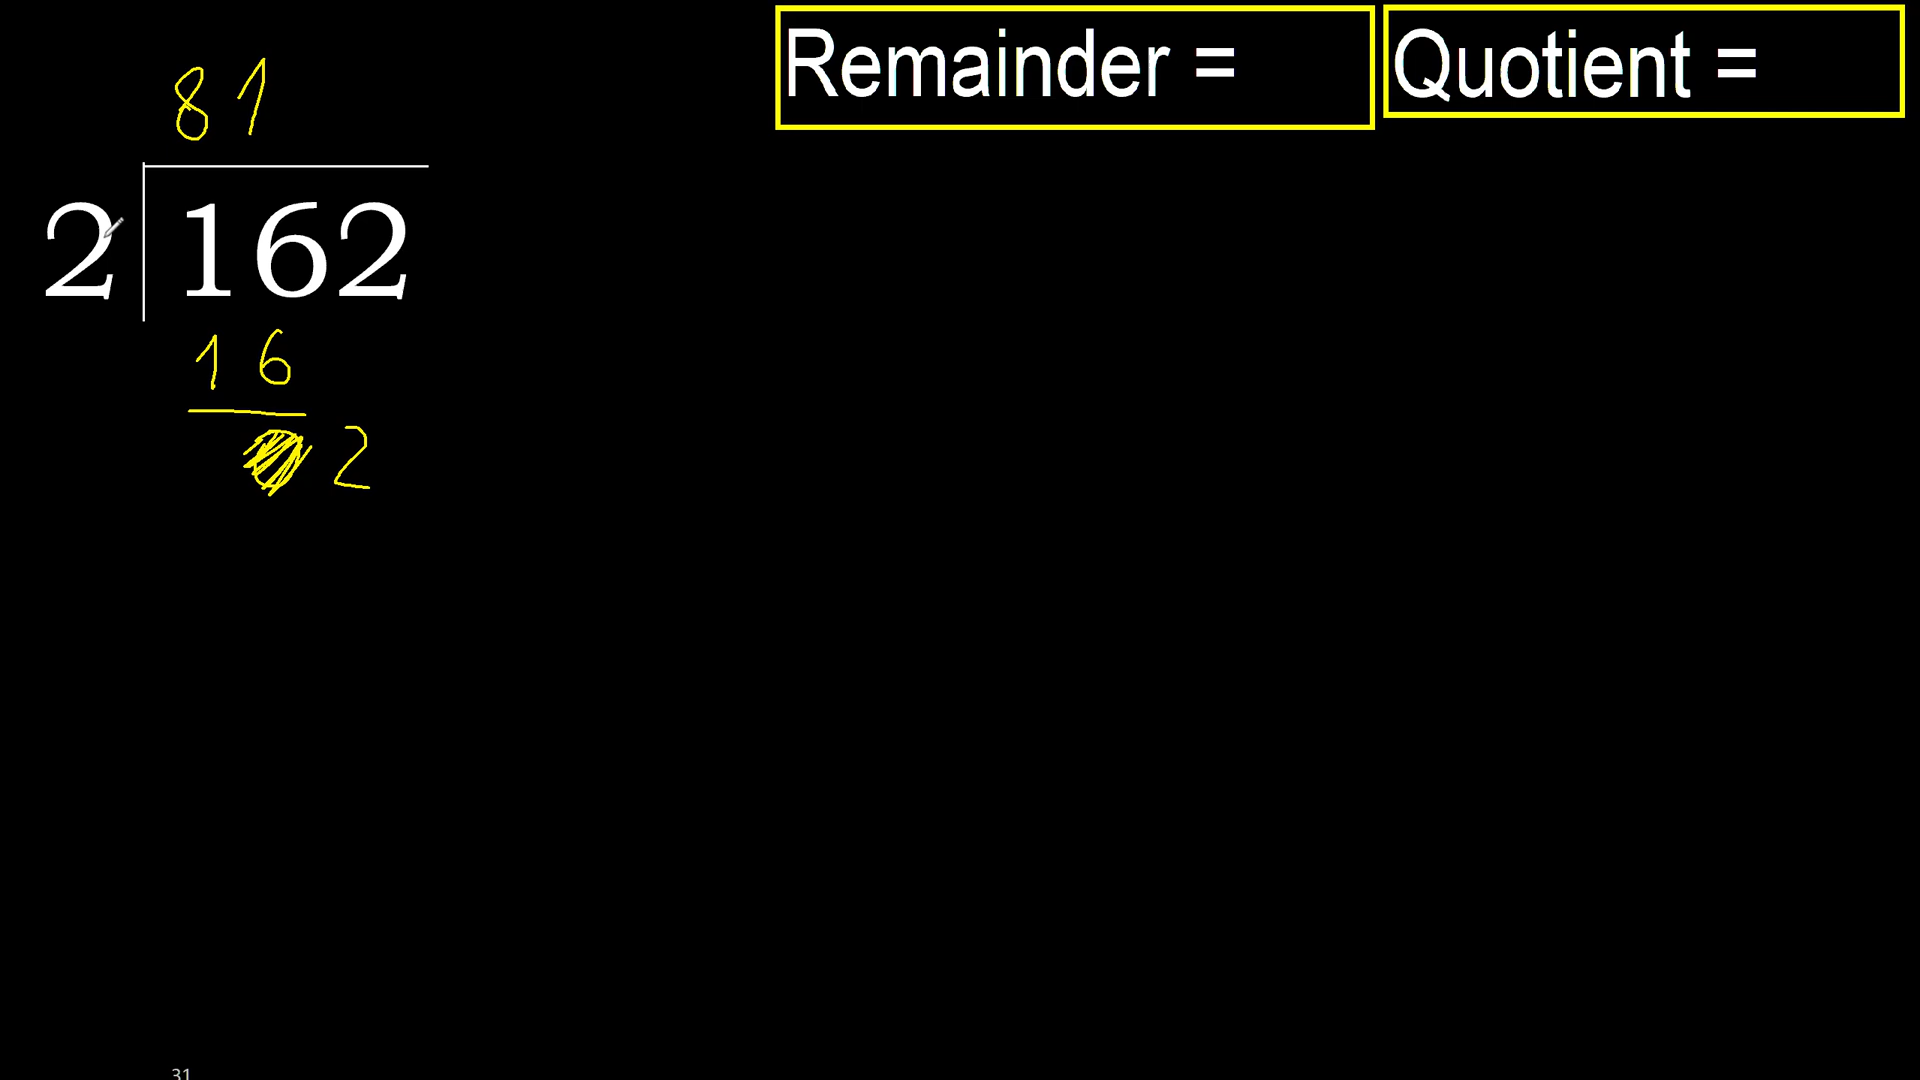 Remainder =
Quotient =
81
2 162
16
2
31